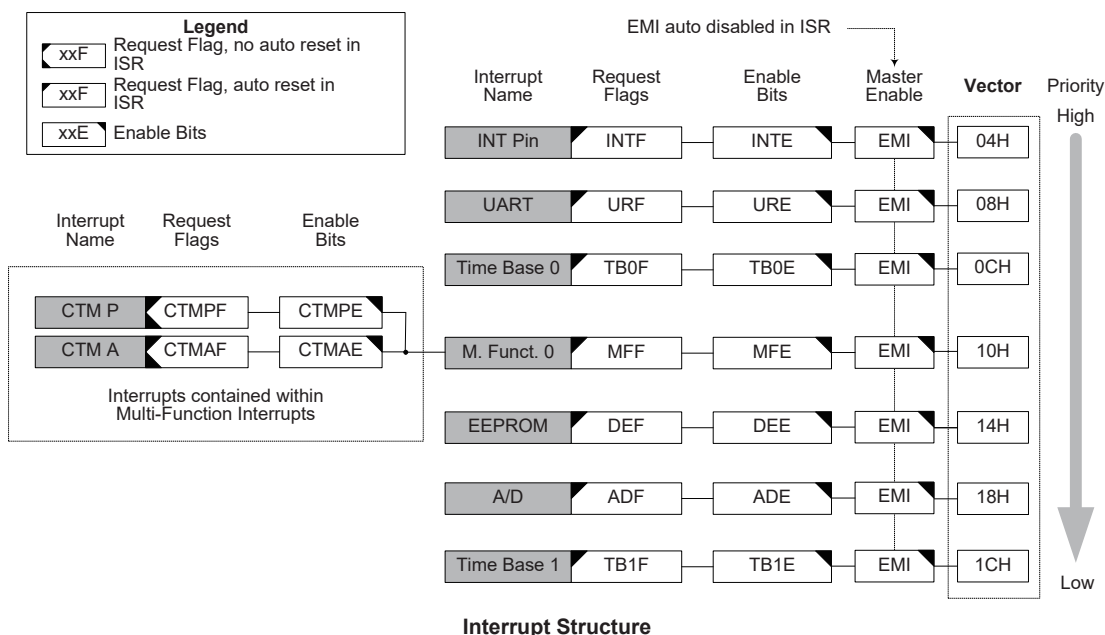 Legend
xxF Request Flag, no auto reset in
ISR
xxF Request Flag, auto reset in
ISR
xxE Enable Bits
EMI auto disabled in ISR
Interrupt
Name
Request
Flags
Enable
Bits
Master
Enable
Vector
Priority
High
INT Pin INTF INTE EMI 04H
UART URF URE EMI 08H
Time Base 0 TB0F TB0E EMI 0CH
Interrupt
Name
Request
Flags
Enable
Bits
CTM P CTMPF CTMPE
CTM A CTMAF CTMAE
Interrupts contained within
Multi-Function Interrupts
M. Funct. 0 MFF MFE EMI 10H
EEPROM DEF DEE EMI 14H
A/D ADF ADE EMI 18H
Time Base 1 TB1F TB1E EMI 1CH
Low
Interrupt Structure